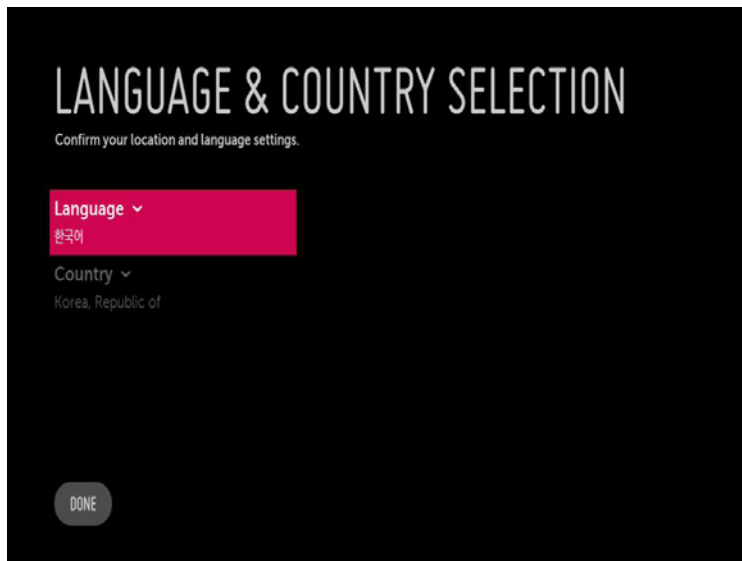 LANGUAGE & COUNTRY SELECTION
Confirm your location and language settings.
Language
한국어
Country
Korea, Republic of
DONE